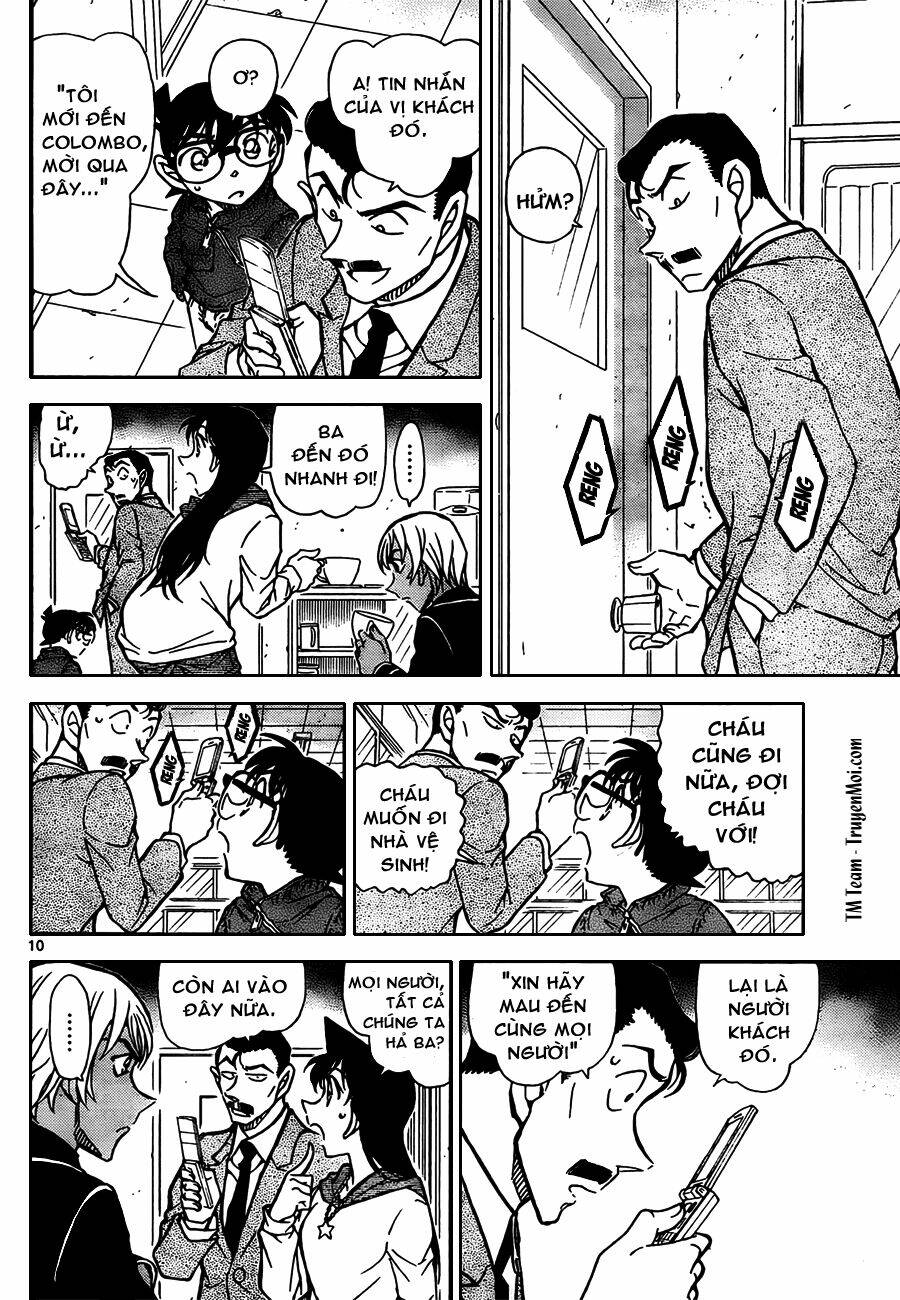 HỬM?
RENG
RENG
RENG
A! TIN NHẮN
CỦA VỊ KHÁCH
ĐÓ.
Ơ?
"TÔI
MỚI ĐẾN
COLOMBO,
MỜI QUA
ĐÂY..."
......
BA
ĐẾN ĐÓ
NHANH ĐI!
Ừ,
Ừ...
CHÁU
CŨNG ĐI
NỮA, ĐỢI
CHÁU
VỚI!
CHÁU
MUỐN ĐI
NHÀ VỆ
SINH!
RENG
RENG
TM Team - TruyenMoi.com
10
LẠI LÀ
NGƯỜI
KHÁCH
ĐÓ.
"XIN HÃY
MAU ĐẾN
CÙNG MỌI
NGƯỜI"
MỌI NGƯỜI,
TẤT CẢ
CHÚNG TA
HẢ BA?
CÒN AI VÀO
ĐÂY NỮA.
......